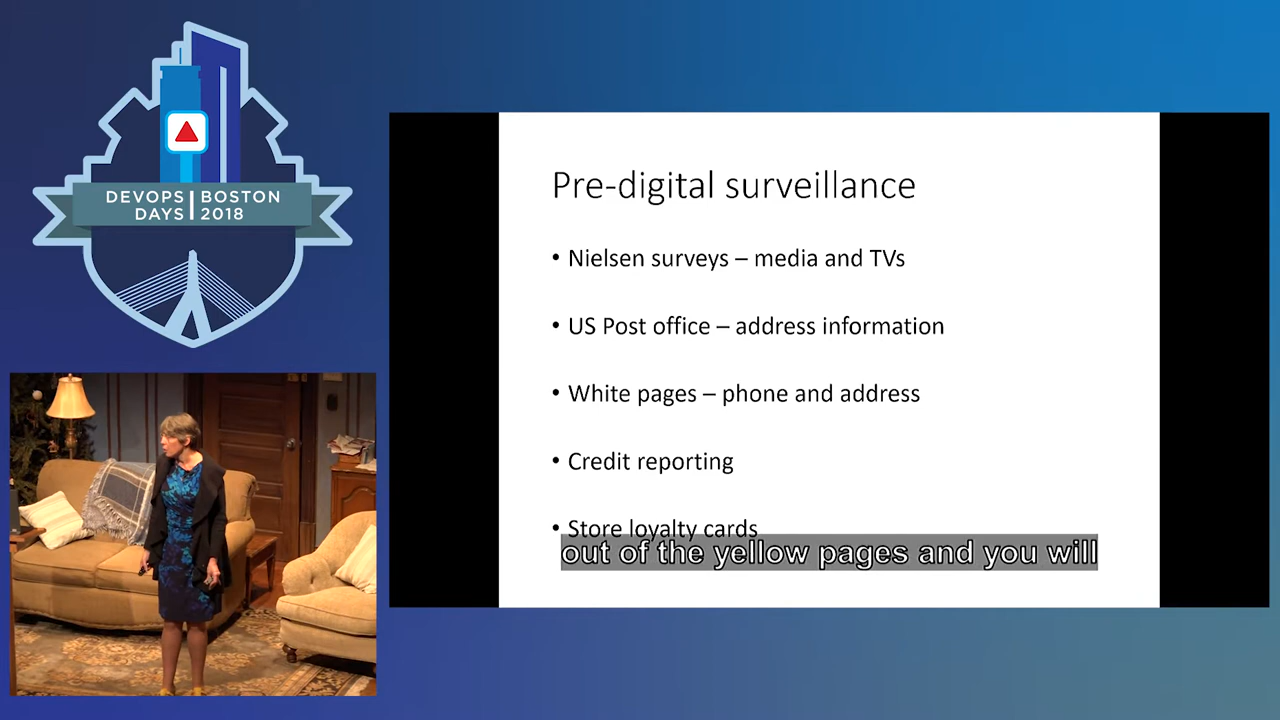 DEVOPS BOSTON
DAYS 2018
Pre-digital surveillance
• Nielsen surveys – media and TVs
• US Post office – address information
• White pages – phone and address
• Credit reporting
• Store loyalty cards
out of the yellow pages and you will